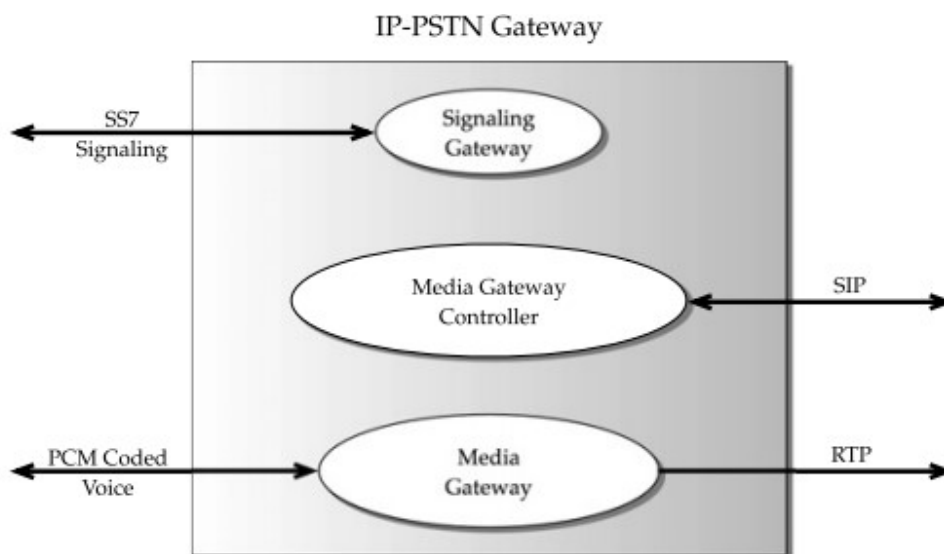 IP-PSTN Gateway
SS7
Signaling
Signaling
Gateway
Media Gateway
Controller
SIP
PCM Coded
Voice
Media
Gateway
RTP